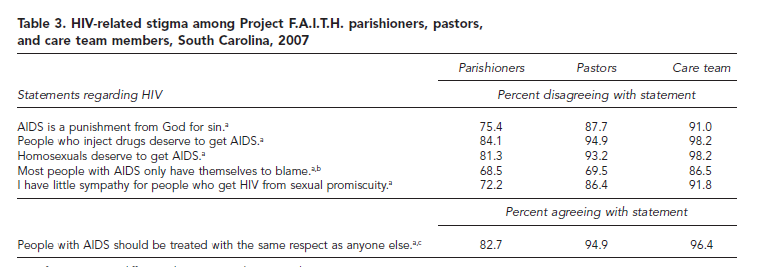 Table 3. HIV-related stigma among Project F.A.I.T.H. parishioners, pastors,
and care team members, South Carolina, 2007
Parishioners Pastors Care team
Statements regarding HIV Percent disagreeing with statement
AIDS is a punishment from God for sin.ᵃ 75.4 87.7 91.0
People who inject drugs deserve to get AIDS.ᵃ 84.1 94.9 98.2
Homosexuals deserve to get AIDS.ᵃ 81.3 93.2 98.2
Most people with AIDS only have themselves to blame.ᵃ,ᵇ 68.5 69.5 86.5
I have little sympathy for people who get HIV from sexual promiscuity.ᵃ 72.2 86.4 91.8
Percent agreeing with statement
People with AIDS should be treated with the same respect as anyone else.ᵃ,ᶜ 82.7 94.9 96.4